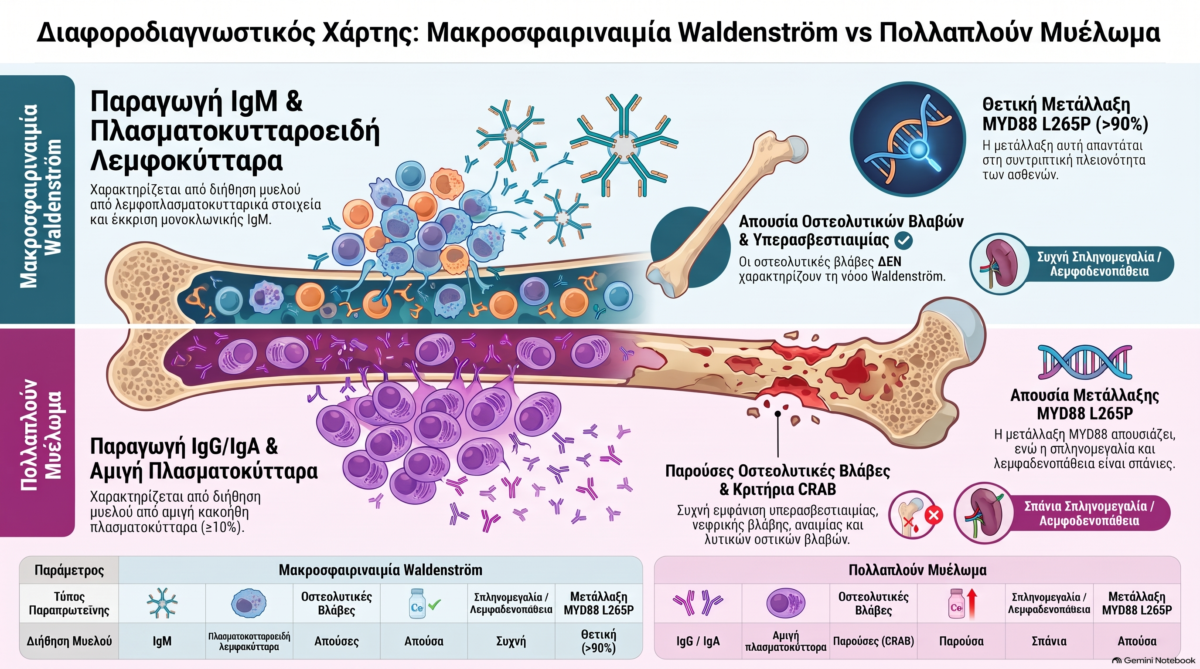 Διαφοροδιαγνωστικός Χάρτης: Μακροσφαιριναιμία Waldenström vs Πολλαπλούν Μυέλωμα
Μακροσφαιριναιμία
Waldenström
Παραγωγή IgM &
Πλασματοκυτταροειδή
Λεμφοκύτταρα
Χαρακτηρίζεται από διήθηση μυελού
από λεμφοπλασματοκυτταρικά στοιχεία
και έκκριση μονοκλωνικής IgM.
Απουσία Οστεολυτικών Βλαβών
& Υπερασβεστιαιμίας
Οι οστεολυτικές βλάβες ΔΕΝ
χαρακτηρίζουν τη νόσο Waldenström.
Θετική Μετάλλαξη
MYD88 L265P (>90%)
Η μετάλλαξη αυτή απαντάται
στη συντριπτική πλειονότητα
των ασθενών.
Συχνή Σπληνομεγαλία /
Λεμφοδενοπάθεια
Πολλαπλούν
Μυέλωμα
Παραγωγή IgG/IgA &
Αμιγή Πλασματοκύτταρα
Χαρακτηρίζεται από διήθηση
μυελού από αμιγή κακοήθη
πλασματοκύτταρα (≥10%).
Παρούσες Οστεολυτικές Βλάβες
& Κριτήρια CRAB
Συχνή εμφάνιση υπερασβεστιαιμίας,
νεφρικής βλάβης, αναιμίας και
λυτικών οστικών βλαβών.
Απουσία Μετάλλαξης
MYD88 L265P
Η μετάλλαξη MYD88 απουσιάζει,
ενώ η σπληνομεγαλία και
λεμφαδενοπάθεια είναι σπάνιες.
Σπάνια Σπληνομεγαλία /
Λεμφοδενοπάθεια
Παράμετρος
Μακροσφαιριναιμία Waldenström
Τύπος
Παραπρωτεΐνης
Οστεολυτικές
Βλάβες
Ce
Σπληνομεγαλία
/Λεμφαδενοπάθεια
Μετάλλαξη
MYD88 L265P
Διήθηση Μυελού
IgM
Πλασματοκοτταροειδή
λεμφακύτταρα
Απούσες
Απούσα
Συχνή
Θετική
(>90%)
Πολλαπλούν Μυέλωμα
Οστεολυτικές
Βλάβες
Ce
Σπληνομεγαλία
/Λεμφαδενοπάθεια
Μετάλλαξη
MYD88 L265P
IgG / IgA
Αμιγή
πλασματοκύττορα
Παρούσες (CRAB)
Παρούσα
Σπάνια
Απούσα
Gemini Notebook